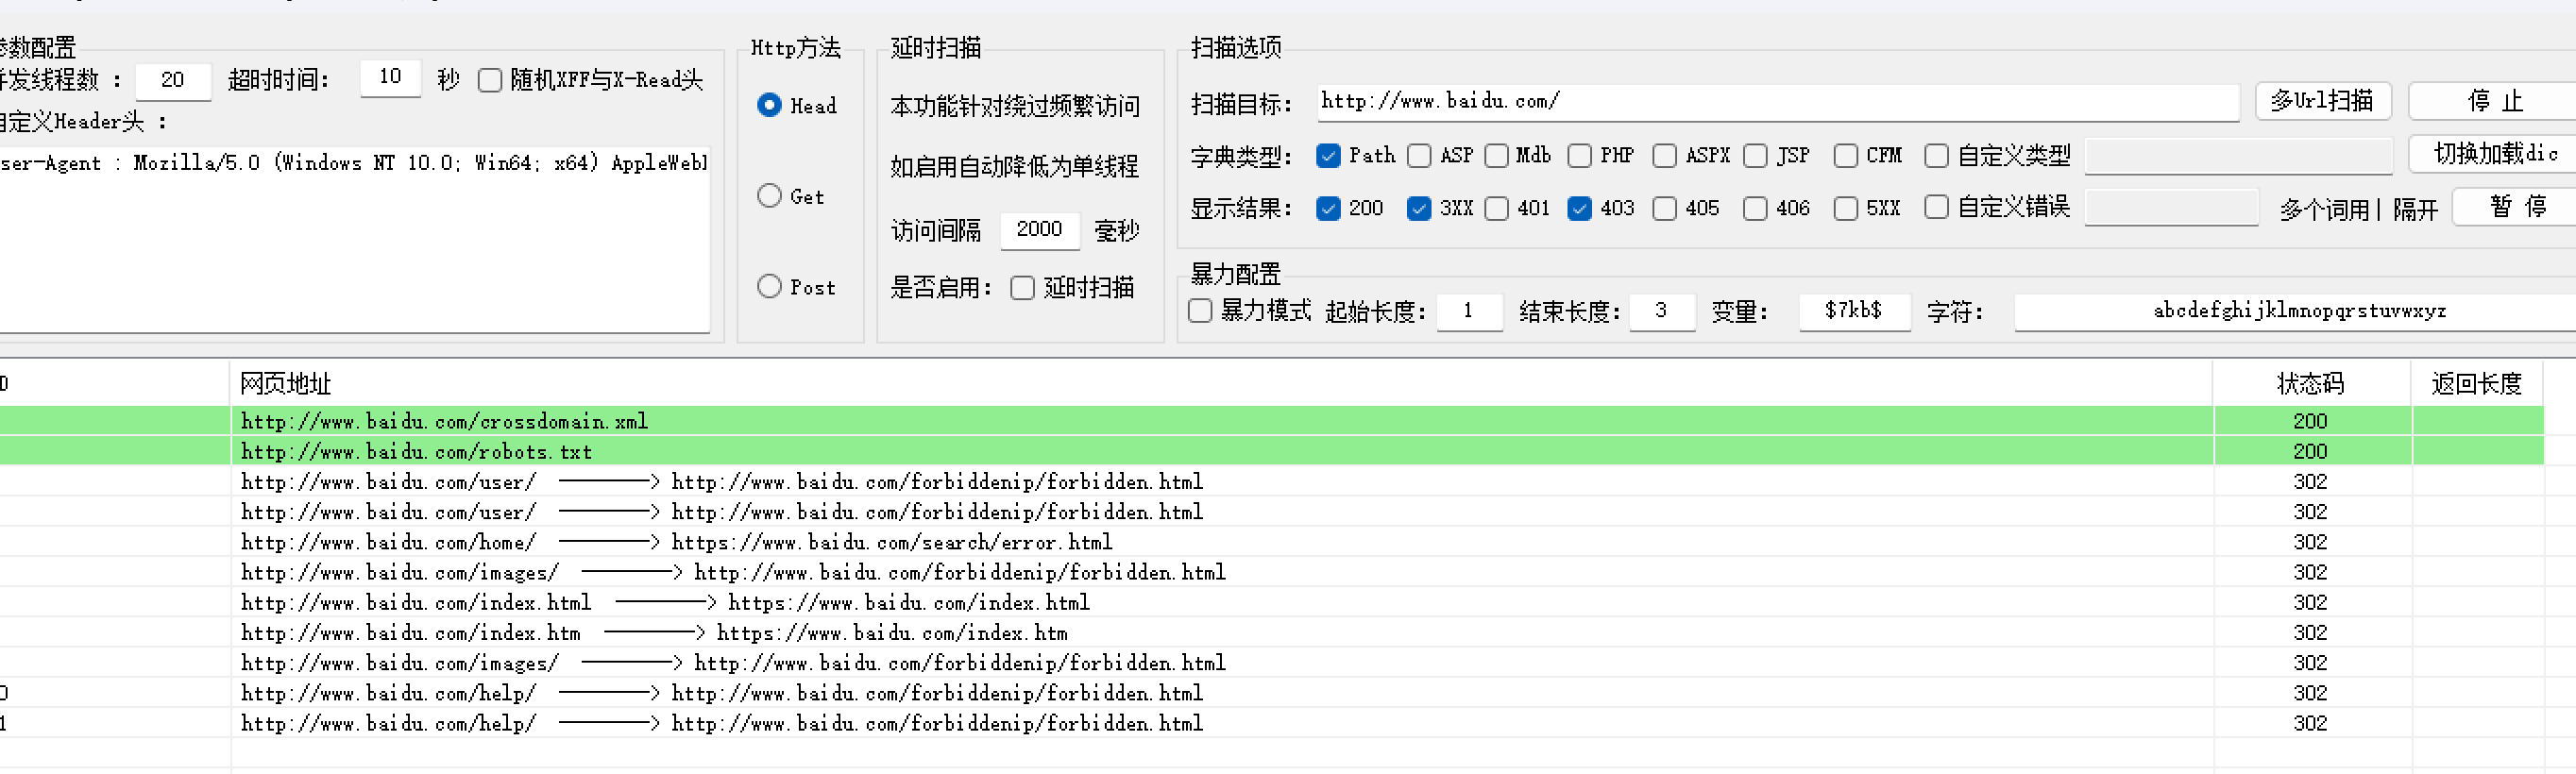 参数配置
并发线程数 : 20 超时时间: 10 秒 随机XFF与X-Read头
自定义Header头 :
ser-Agent : Mozilla/5.0 (Windows NT 10.0; Win64; x64) AppleWeb
Http方法
Head
Get
Post
延时扫描
本功能针对绕过频繁访问
如启用自动降低为单线程
访问间隔 2000 毫秒
是否启用: 延时扫描
扫描选项
扫描目标: http://www.baidu.com/ 多Url扫描 停 止
字典类型: Path ASP Mdb PHP ASPX JSP CFM 自定义类型 切换加载dic
显示结果: 200 3XX 401 403 405 406 5XX 自定义错误 多个词用| 隔开 暂 停
暴力配置
暴力模式 起始长度: 1 结束长度: 3 变量: $7kb$ 字符: abcdefghijklmnopqrstuvwxyz
D 网页地址 状态码 返回长度
http://www.baidu.com/crossdomain.xml 200
http://www.baidu.com/robots.txt 200
http://www.baidu.com/user/ ————> http://www.baidu.com/forbiddenip/forbidden.html 302
http://www.baidu.com/user/ ————> http://www.baidu.com/forbiddenip/forbidden.html 302
http://www.baidu.com/home/ ————> https://www.baidu.com/search/error.html 302
http://www.baidu.com/images/ ————> http://www.baidu.com/forbiddenip/forbidden.html 302
http://www.baidu.com/index.html ————> https://www.baidu.com/index.html 302
http://www.baidu.com/index.htm ————> https://www.baidu.com/index.htm 302
http://www.baidu.com/images/ ————> http://www.baidu.com/forbiddenip/forbidden.html 302
0 http://www.baidu.com/help/ ————> http://www.baidu.com/forbiddenip/forbidden.html 302
1 http://www.baidu.com/help/ ————> http://www.baidu.com/forbiddenip/forbidden.html 302